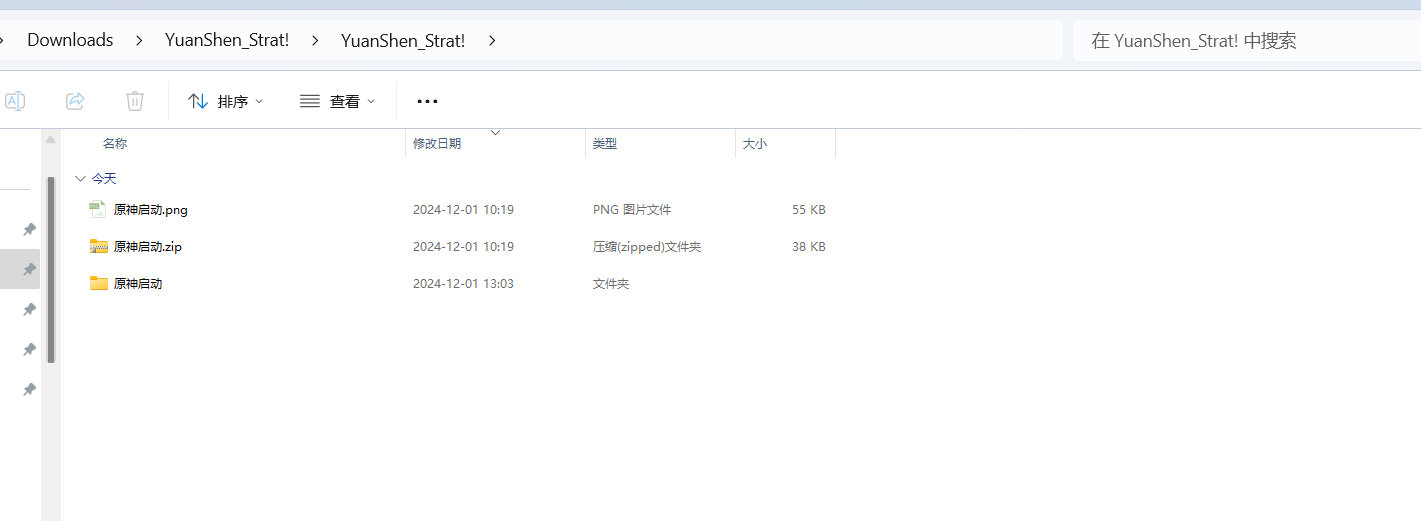 Downloads > YuanShen_Strat! > YuanShen_Strat! >
在 YuanShen_Strat! 中搜索
排序 查看 •••
名称 修改日期 类型 大小
今天
原神启动.png 2024-12-01 10:19 PNG 图片文件 55 KB
原神启动.zip 2024-12-01 10:19 压缩(zipped)文件夹 38 KB
原神启动 2024-12-01 13:03 文件夹